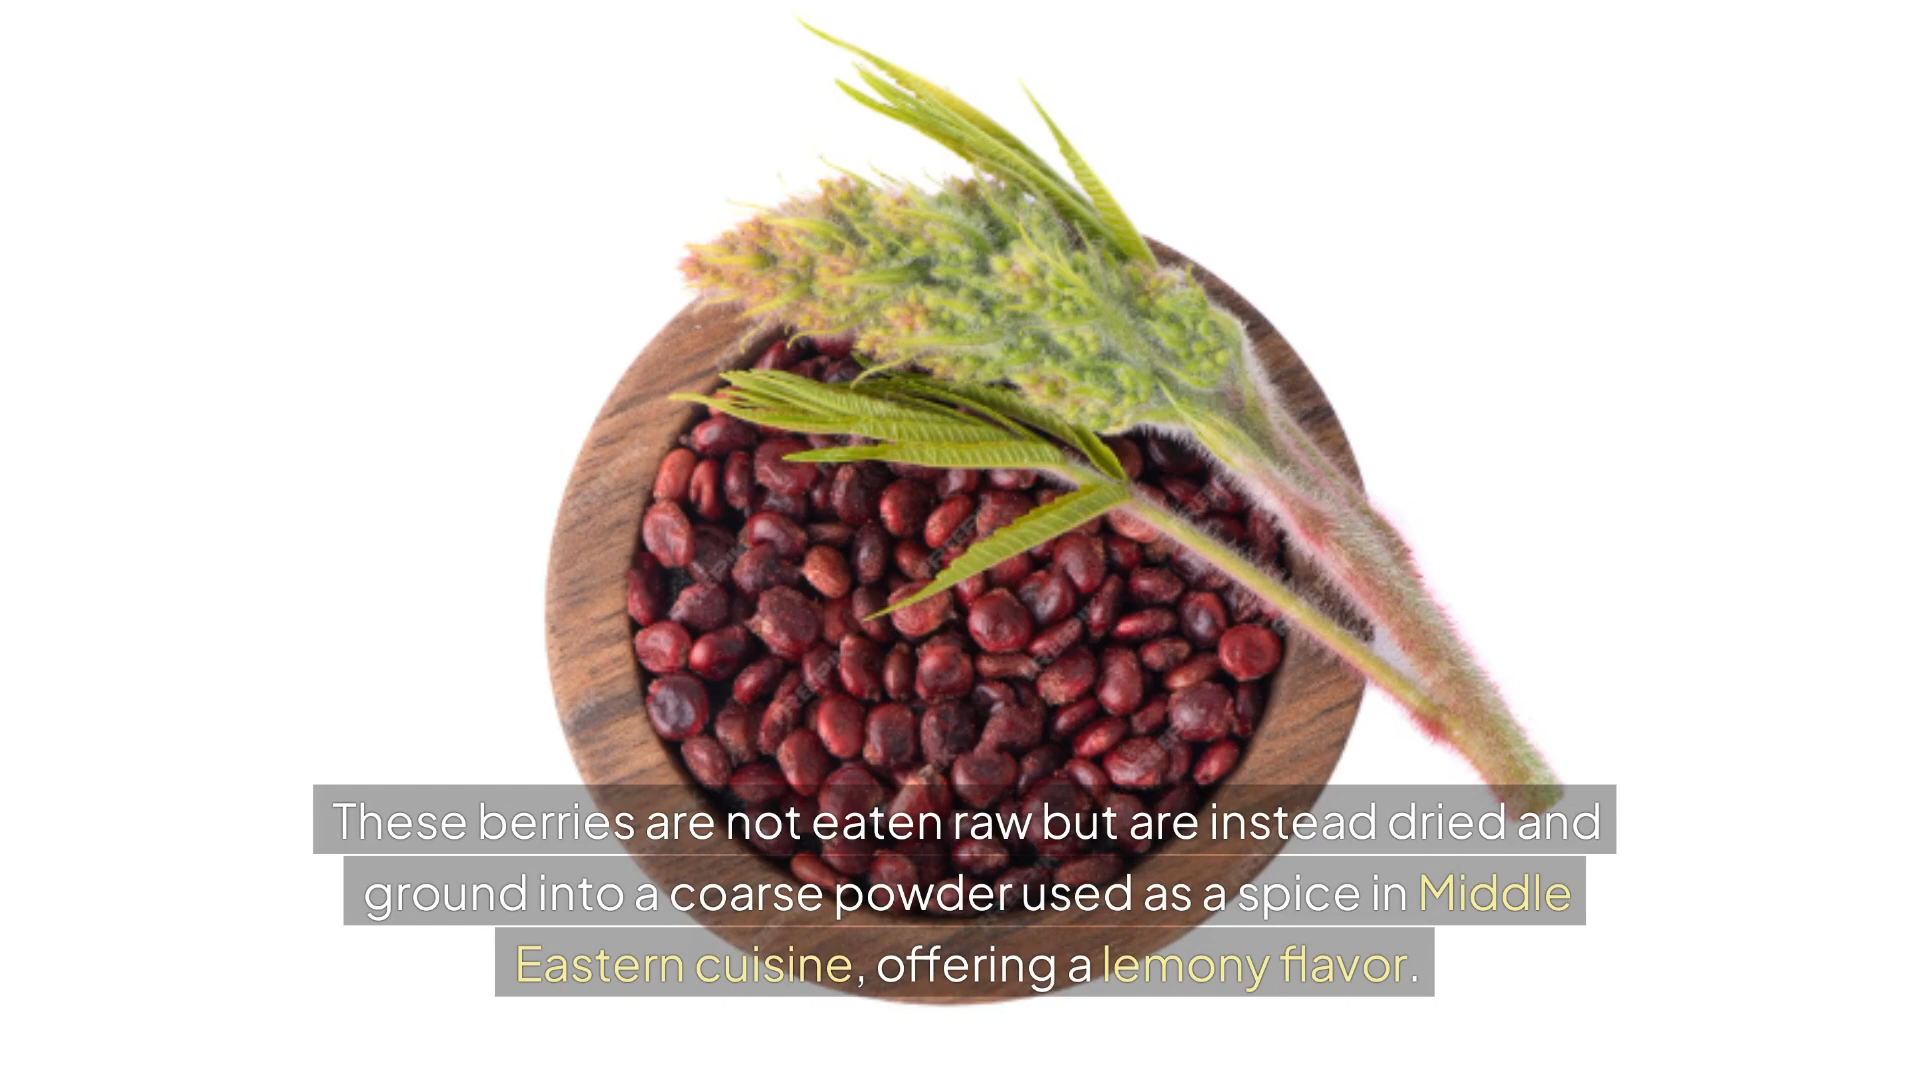 These berries are not eaten raw but are instead dried and
ground into a coarse powder used as a spice in Middle
Eastern cuisine, offering a lemony flavor.